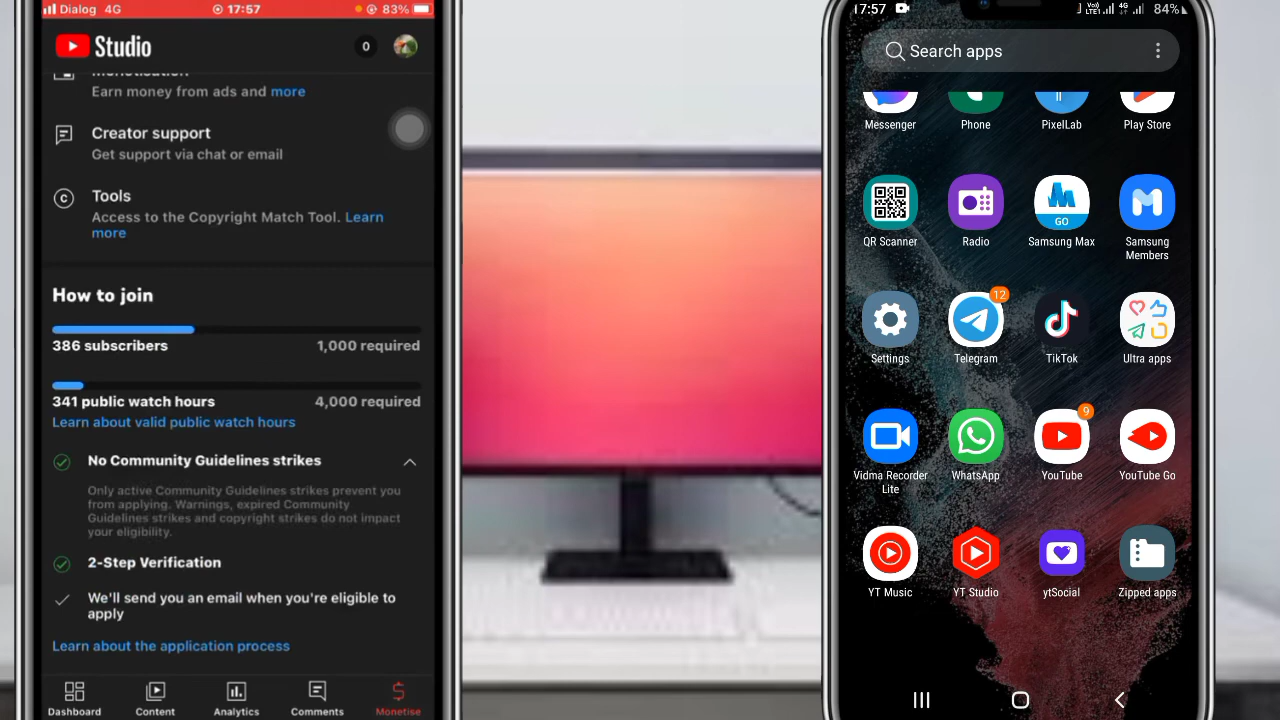 Dialog 4G 17:57 83%
Studio
0
Monetisation
Earn money from ads and more
Creator support
Get support via chat or email
Tools
Access to the Copyright Match Tool. Learn
more
How to join
386 subscribers 1,000 required
341 public watch hours 4,000 required
Learn about valid public watch hours
No Community Guidelines strikes
Only active Community Guidelines strikes prevent you
from applying. Warnings, expired Community
Guidelines strikes and copyright strikes do not impact
your eligibility.
2-Step Verification
We'll send you an email when you're eligible to
apply
Learn about the application process
Dashboard Content Analytics Comments Monetise
17:57 84%
Search apps
Messenger Phone PixelLab Play Store
GO
QR Scanner Radio Samsung Max Samsung
Members
12
Settings Telegram TikTok Ultra apps
9
Vidma Recorder WhatsApp YouTube YouTube Go
Lite
YT Music YT Studio ytSocial Zipped apps